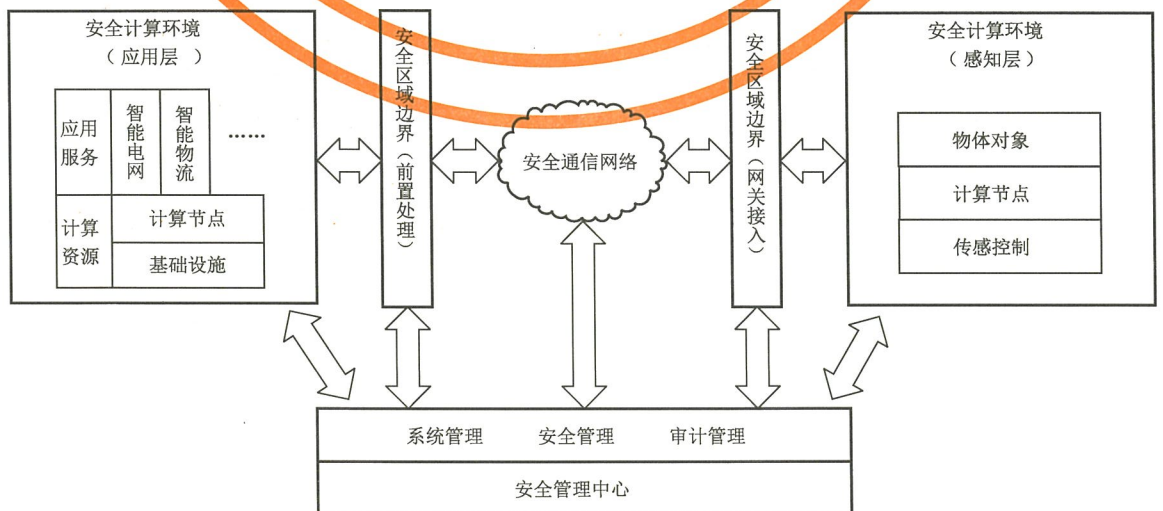 安全计算环境
（应用层 ）
应用
服务
智能电网
智能物流
……
计算
资源
计算节点
基础设施
安全区域边界（前置处理）
安全通信网络
安全区域边界（网关接入）
安全计算环境
（感知层）
物体对象
计算节点
传感控制
系统管理 安全管理 审计管理
安全管理中心